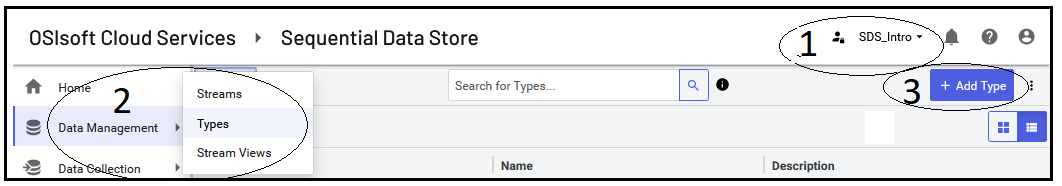 OSIsoft Cloud Services ▸ Sequential Data Store
1
SDS_Intro
2
Home
Streams
Search for Types...
3
+ Add Type
Data Management
Types
Data Collection
Stream Views
Name
Description